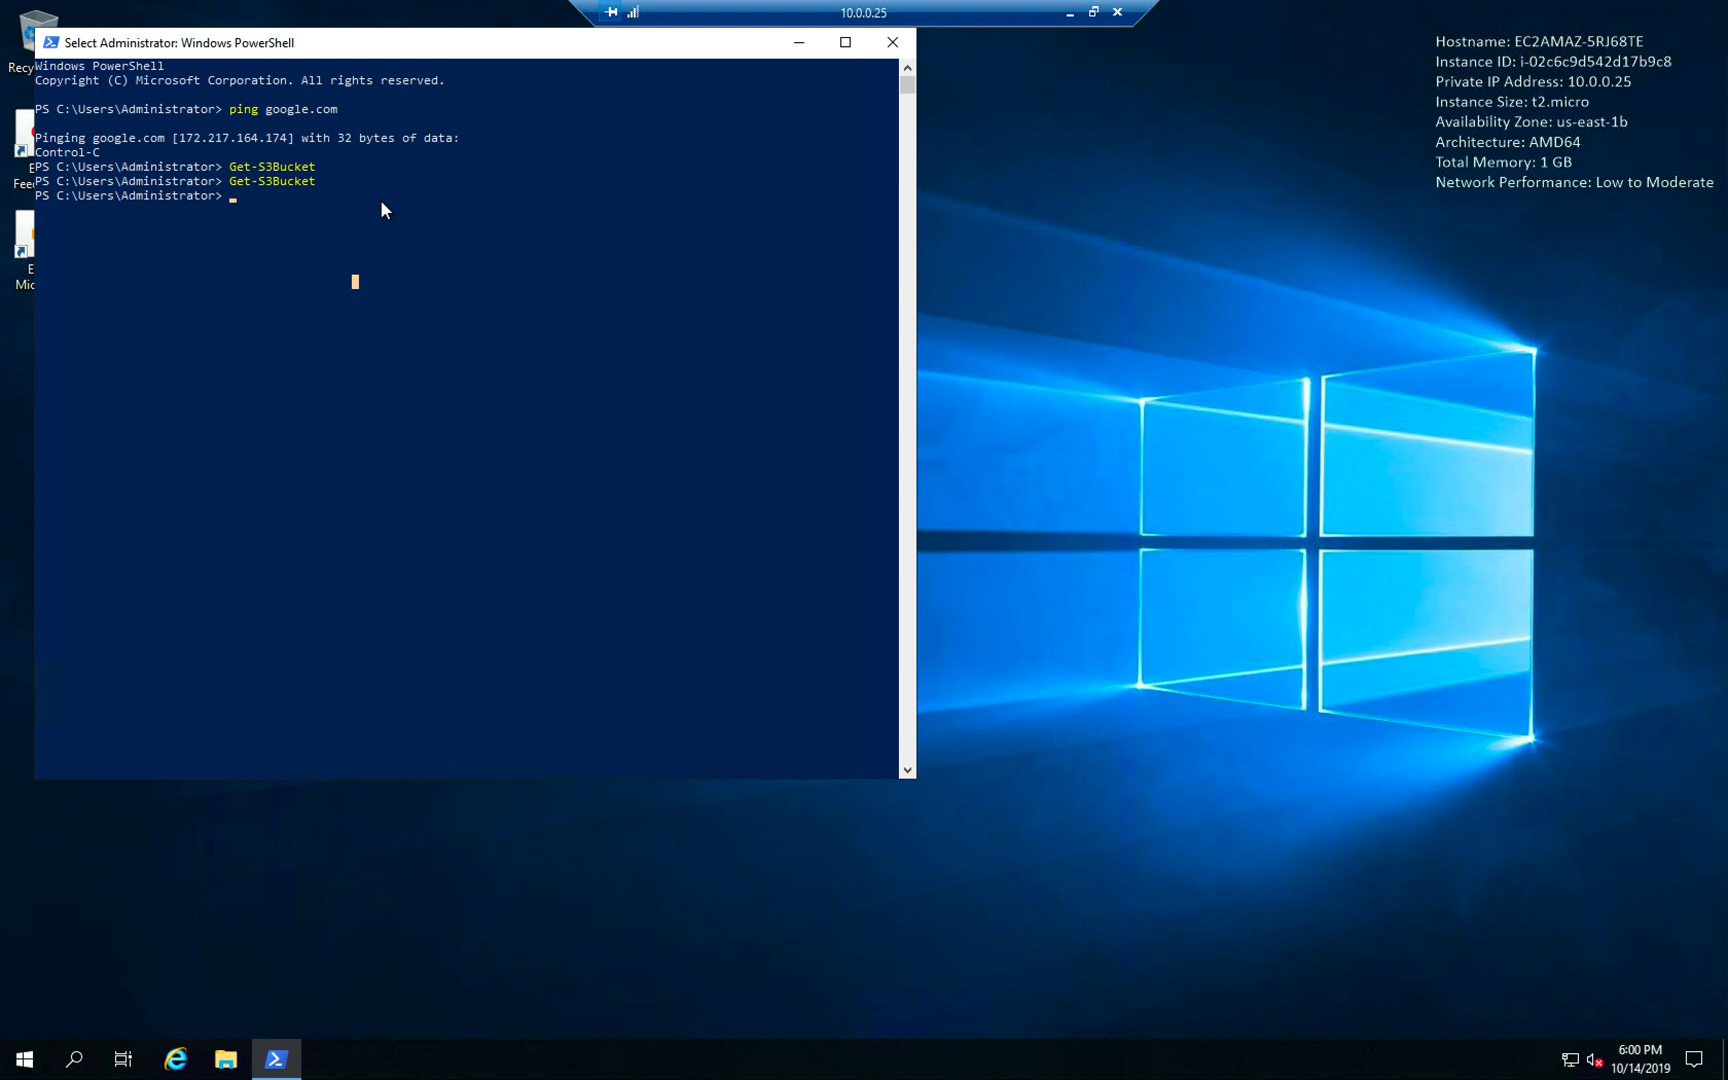 10.0.0.25
Select Administrator: Windows PowerShell
Windows PowerShell
Copyright (C) Microsoft Corporation. All rights reserved.
PS C:\Users\Administrator> ping google.com
Pinging google.com [172.217.164.174] with 32 bytes of data:
Control-C
PS C:\Users\Administrator> Get-S3Bucket
PS C:\Users\Administrator> Get-S3Bucket
PS C:\Users\Administrator>
Recy
E
Fee
E
Mic
Hostname: EC2AMAZ-5RJ68TE
Instance ID: i-02c6c9d542d17b9c8
Private IP Address: 10.0.0.25
Instance Size: t2.micro
Availability Zone: us-east-1b
Architecture: AMD64
Total Memory: 1 GB
Network Performance: Low to Moderate
6:00 PM
10/14/2019